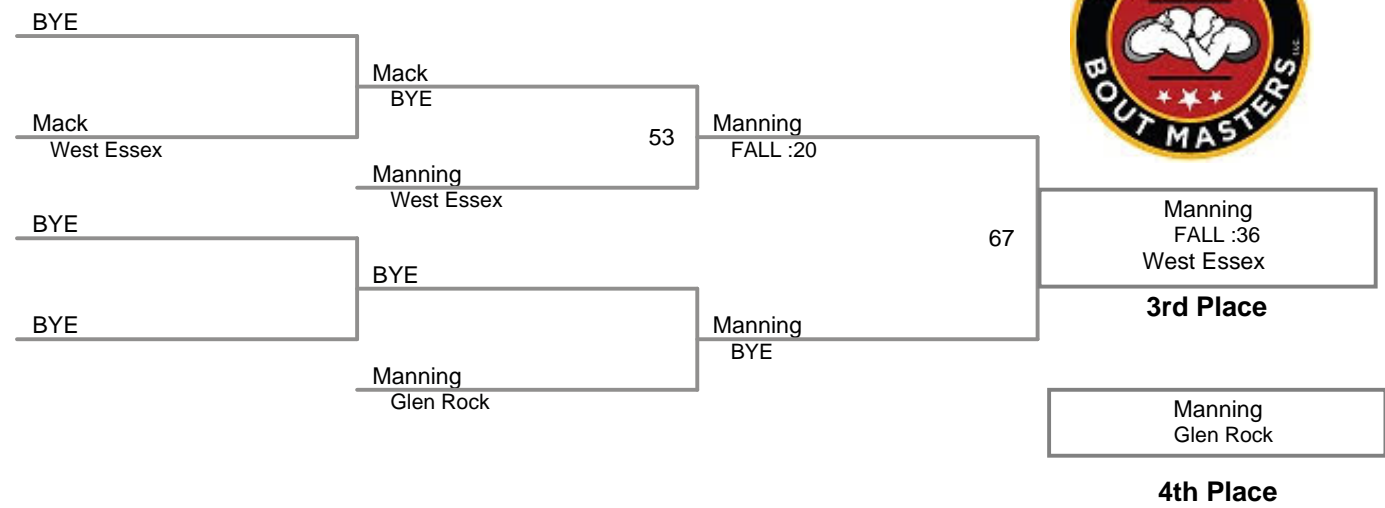 BYE
Mack
West Essex
BYE
BYE
Mack
BYE
Manning
West Essex
BYE
Manning
Glen Rock
53
Manning
FALL :20
Manning
BYE
67
BOUT MASTERS LLC.
Manning
FALL :36
West Essex
3rd Place
Manning
Glen Rock
4th Place